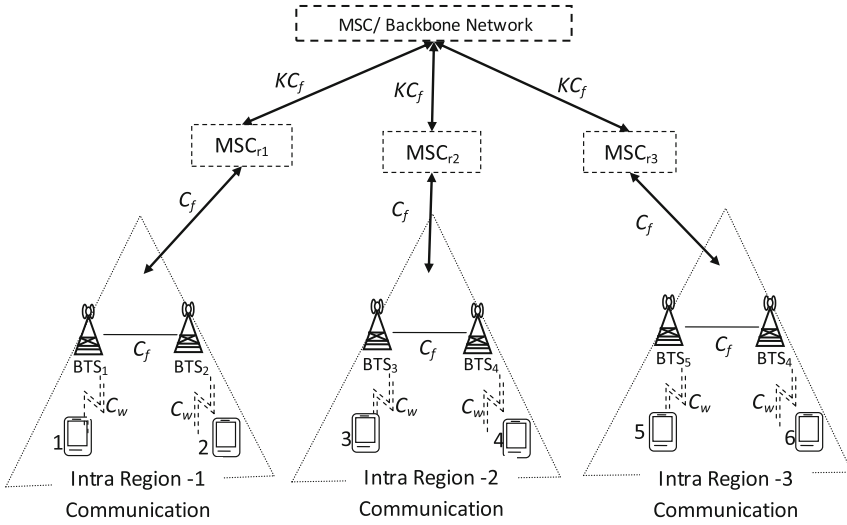 MSC/ Backbone Network
KCf
KCf
KCf
MSCr1
MSCr2
MSCr3
Cf
Cf
Cf
Cf
Cf
Cf
BTS1
BTS2
BTS3
BTS4
BTS5
BTS4
Cw
Cw
Cw
Cw
Cw
Cw
1
2
3
4
5
6
Intra Region -1
Communication
Intra Region -2
Communication
Intra Region -3
Communication